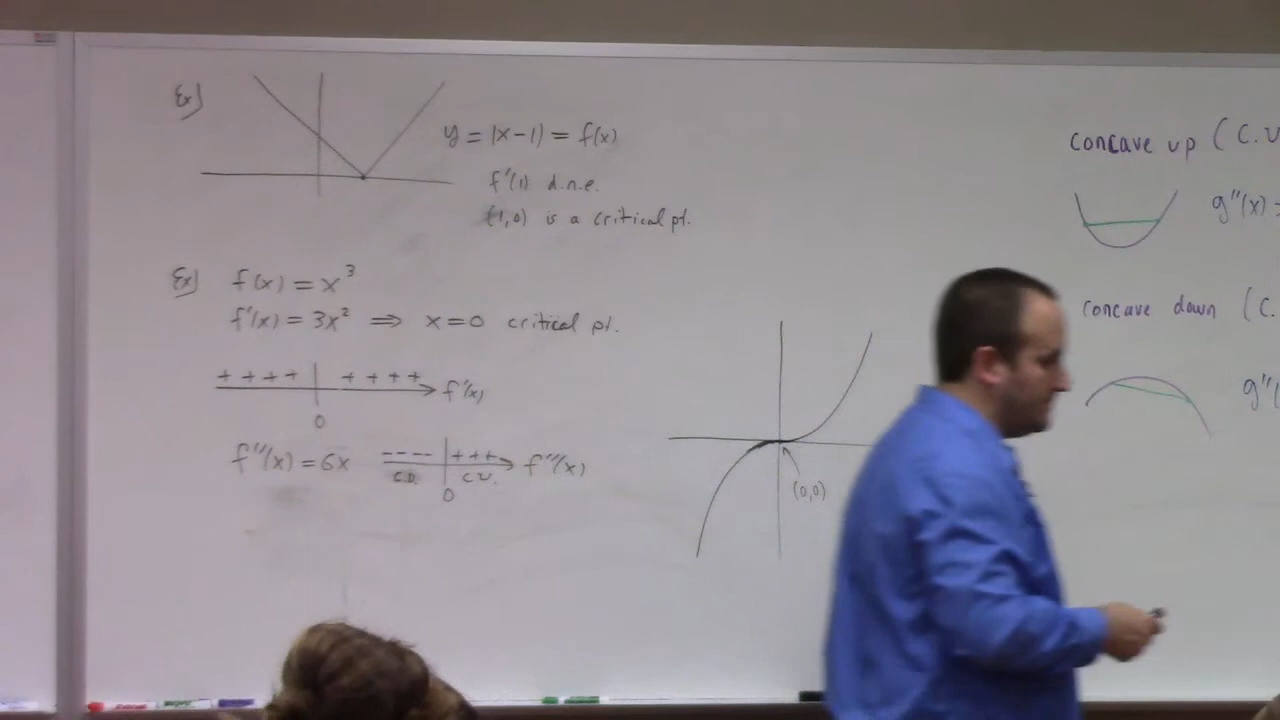 Ex)
y = |x-1| = f(x)
f'(1) d.n.e.
(1,0) is a critical pt.
Ex) f(x) = x³
f'(x) = 3x² ⟹ x=0 critical pt.
+ + + + + + + + f'(x)
0
f''(x) = 6x ---- +++ f''(x)
C.D. C.U.
0
(0,0)
concave up (C.U
g''(x)
concave down (C.
g''(